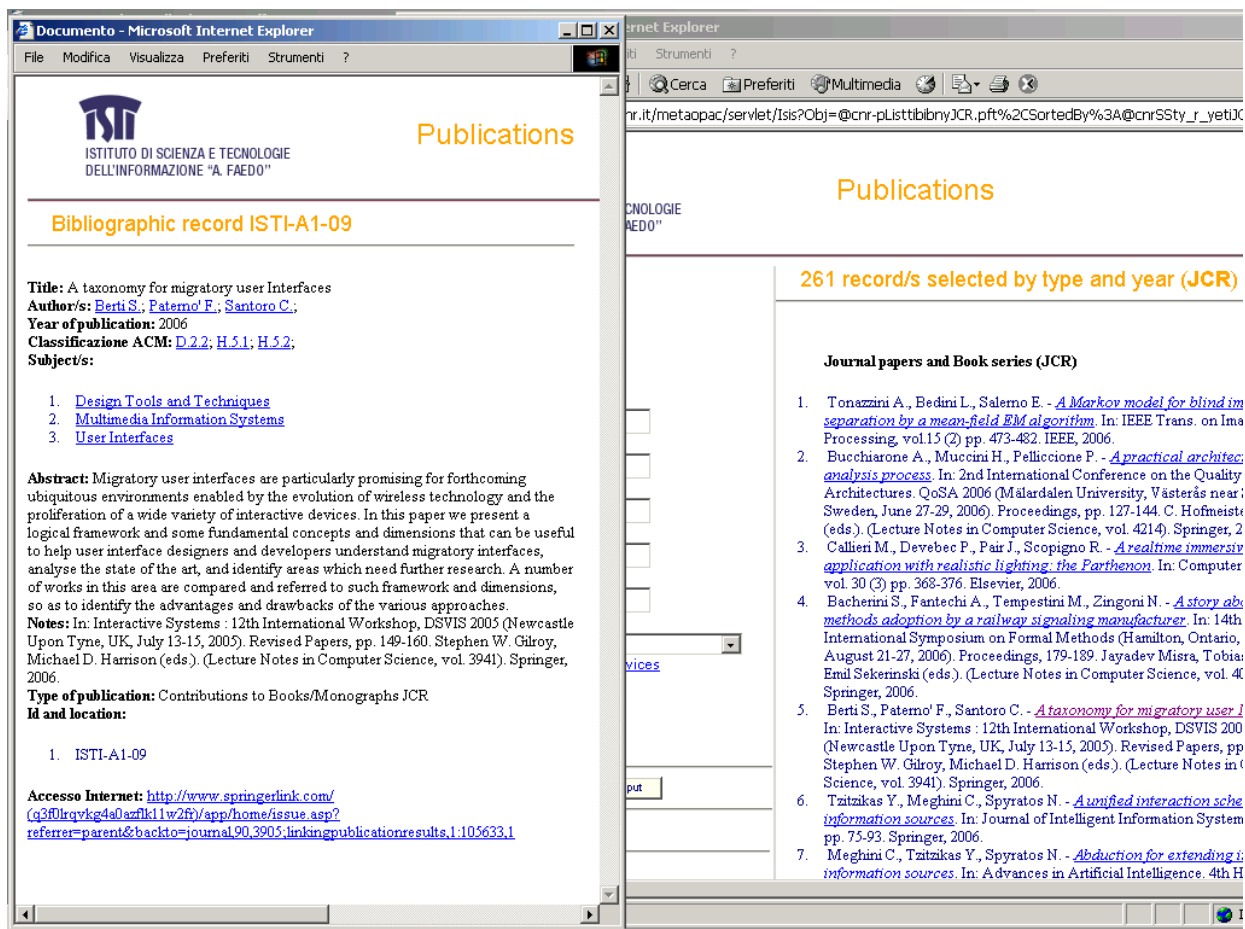 Documento - Microsoft Internet Explorer
File Modifica Visualizza Preferiti Strumenti ?
ISTI
ISTITUTO DI SCIENZA E TECNOLOGIE
DELL'INFORMAZIONE "A. FAEDO"
Publications
Bibliographic record ISTI-A1-09
Title: A taxonomy for migratory user Interfaces
Author/s: Berti S.; Paterno' F.; Santoro C.;
Year of publication: 2006
Classificazione ACM: D.2.2; H.5.1; H.5.2;
Subject/s:
1. Design Tools and Techniques
2. Multimedia Information Systems
3. User Interfaces
Abstract: Migratory user interfaces are particularly promising for forthcoming
ubiquitous environments enabled by the evolution of wireless technology and the
proliferation of a wide variety of interactive devices. In this paper we present a
logical framework and some fundamental concepts and dimensions that can be useful
to help user interface designers and developers understand migratory interfaces,
analyse the state of the art, and identify areas which need further research. A number
of works in this area are compared and referred to such framework and dimensions,
so as to identify the advantages and drawbacks of the various approaches.
Notes: In: Interactive Systems : 12th International Workshop, DSVIS 2005 (Newcastle
Upon Tyne, UK, July 13-15, 2005). Revised Papers, pp. 149-160. Stephen W. Gilroy,
Michael D. Harrison (eds.). (Lecture Notes in Computer Science, vol. 3941). Springer,
2006.
Type of publication: Contributions to Books/Monographs JCR
Id and location:
1. ISTI-A1-09
Accesso Internet: http://www.springerlink.com/
(q3f0lrqvkg4a0azflk11w2ff)/app/home/issue.asp?
referrer=parent&backto=journal,90,3905;linkingpublicationresults,1:105633,1
ernet Explorer
iti Strumenti ?
Cerca Preferiti Multimedia
nr.it/metaopac/servlet/Isis?Obj=@cnr-pListtibibnyJCR.pft%2CSortedBy%3A@cnrSSty_r_yetiJC
CNOLOGIE
AEDO"
Publications
261 record/s selected by type and year (JCR)
vices
put
Journal papers and Book series (JCR)
1. Tonazzini A., Bedini L., Salerno E. - A Markov model for blind im
separation by a mean-field EM algorithm. In: IEEE Trans. on Ima
Processing, vol.15 (2) pp. 473-482. IEEE, 2006.
2. Bucchiarone A., Muccini H., Pelliccione P. - A practical architec
analysis process. In: 2nd International Conference on the Quality
Architectures. QoSA 2006 (Mälardalen University, Västerås near
Sweden, June 27-29, 2006). Proceedings, pp. 127-144. C. Hofmeiste
(eds.). (Lecture Notes in Computer Science, vol. 4214). Springer, 2
3. Callieri M., Devebec P., Pair J., Scopigno R. - A realtime immersiv
application with realistic lighting: the Parthenon. In: Computer
vol. 30 (3) pp. 368-376. Elsevier, 2006.
4. Bacherini S., Fantechi A., Tempestini M., Zingoni N. - A story abo
methods adoption by a railway signaling manufacturer. In: 14th
International Symposium on Formal Methods (Hamilton, Ontario,
August 21-27, 2006). Proceedings, 179-189. Jayadev Misra, Tobias
Emil Sekerinski (eds.). (Lecture Notes in Computer Science, vol. 40
Springer, 2006.
5. Berti S., Paterno' F., Santoro C. - A taxonomy for migratory user I
In: Interactive Systems : 12th International Workshop, DSVIS 200
(Newcastle Upon Tyne, UK, July 13-15, 2005). Revised Papers, pp
Stephen W. Gilroy, Michael D. Harrison (eds.). (Lecture Notes in C
Science, vol. 3941). Springer, 2006.
6. Tzitzikas Y., Meghini C., Spyratos N. - A unified interaction sche
information sources. In: Journal of Intelligent Information System
pp. 75-93. Springer, 2006.
7. Meghini C., Tzitzikas Y., Spyratos N. - Abduction for extending i
information sources. In: Advances in Artificial Intelligence. 4th H